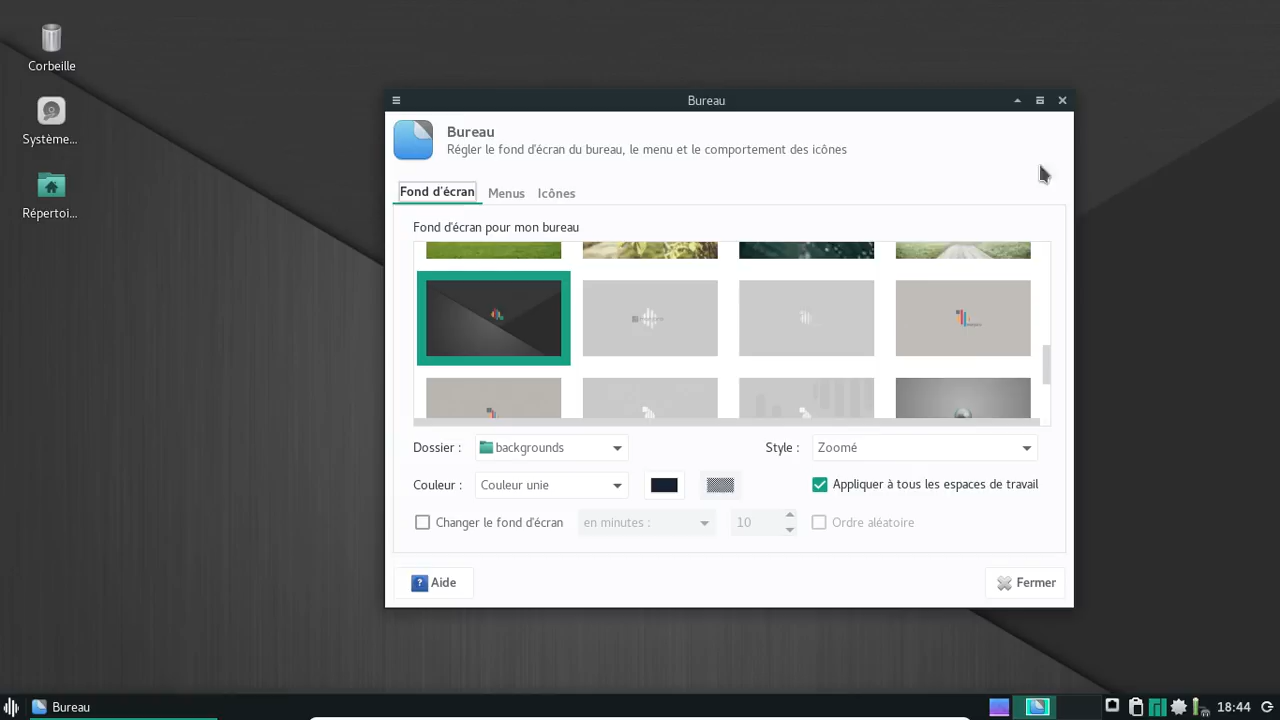 Corbeille
Système...
Répertoi...
Bureau
Bureau
Régler le fond d'écran du bureau, le menu et le comportement des icônes
Fond d'écran Menus Icônes
Fond d'écran pour mon bureau
Dossier : backgrounds Style : Zoomé
Couleur : Couleur unie Appliquer à tous les espaces de travail
Changer le fond d'écran en minutes : 10 Ordre aléatoire
Aide Fermer
Bureau 18:44